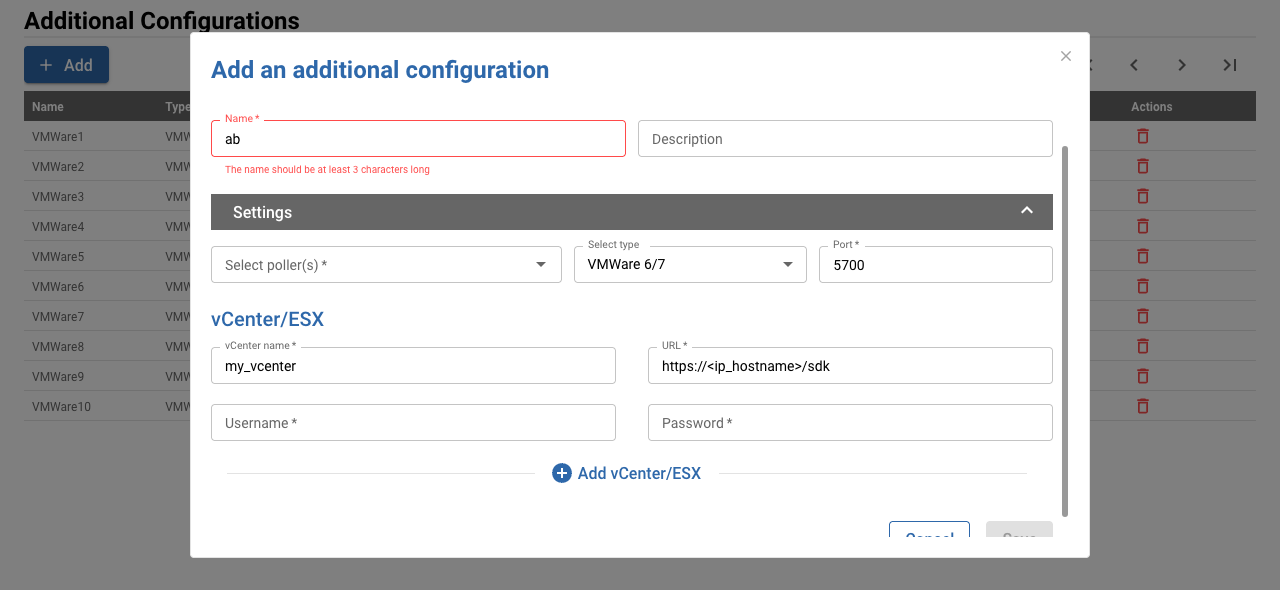 Additional Configurations
+ Add
Name Type Actions
Add an additional configuration
Name *
ab
Description
The name should be at least 3 characters long
Settings
Select poller(s) *
Select type
VMWare 6/7
Port *
5700
vCenter/ESX
vCenter name *
my_vcenter
URL *
https://<ip_hostname>/sdk
Username *
Password *
Add vCenter/ESX
Cancel
Save
VMWare1 VMW
VMWare2 VMW
VMWare3 VMW
VMWare4 VMW
VMWare5 VMW
VMWare6 VMW
VMWare7 VMW
VMWare8 VMW
VMWare9 VMW
VMWare10 VMW